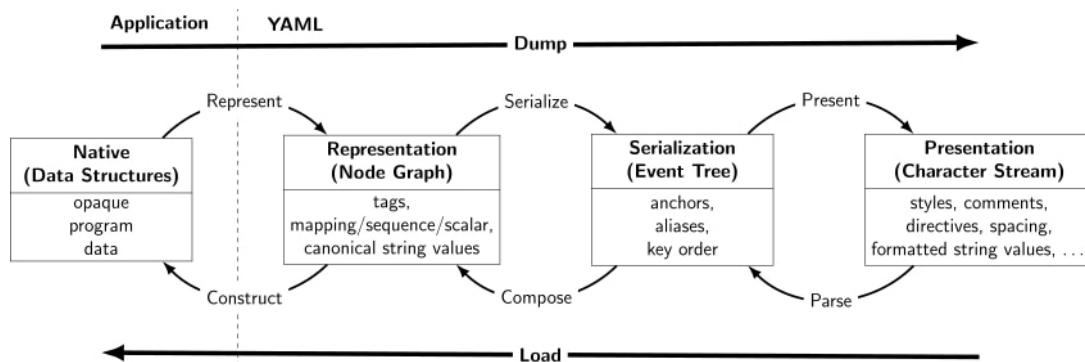 Application
YAML
Dump
Represent
Serialize
Present
Native
(Data Structures)
opaque
program
data
Representation
(Node Graph)
tags,
mapping/sequence/scalar,
canonical string values
Serialization
(Event Tree)
anchors,
aliases,
key order
Presentation
(Character Stream)
styles, comments,
directives, spacing,
formatted string values, ...
Construct
Compose
Parse
Load